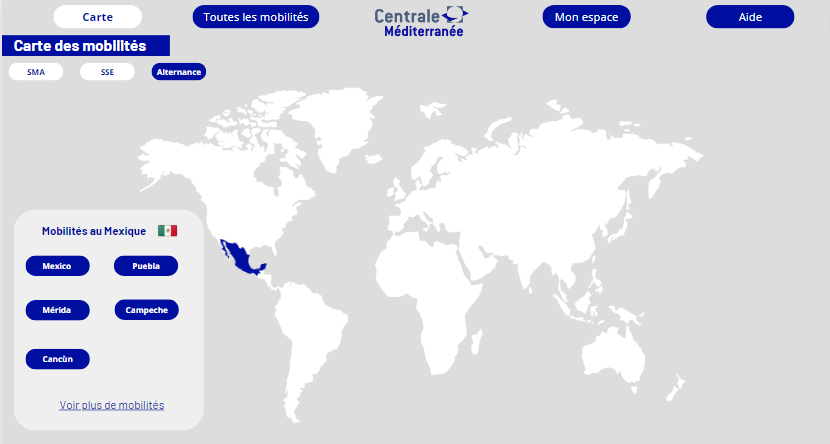 Carte
Toutes les mobilités
Centrale
Méditerranée
Mon espace
Aide
Carte des mobilités
SMA
SSE
Alternance
Mobilités au Mexique
Mexico
Puebla
Mérida
Campeche
Cancùn
Voir plus de mobilités